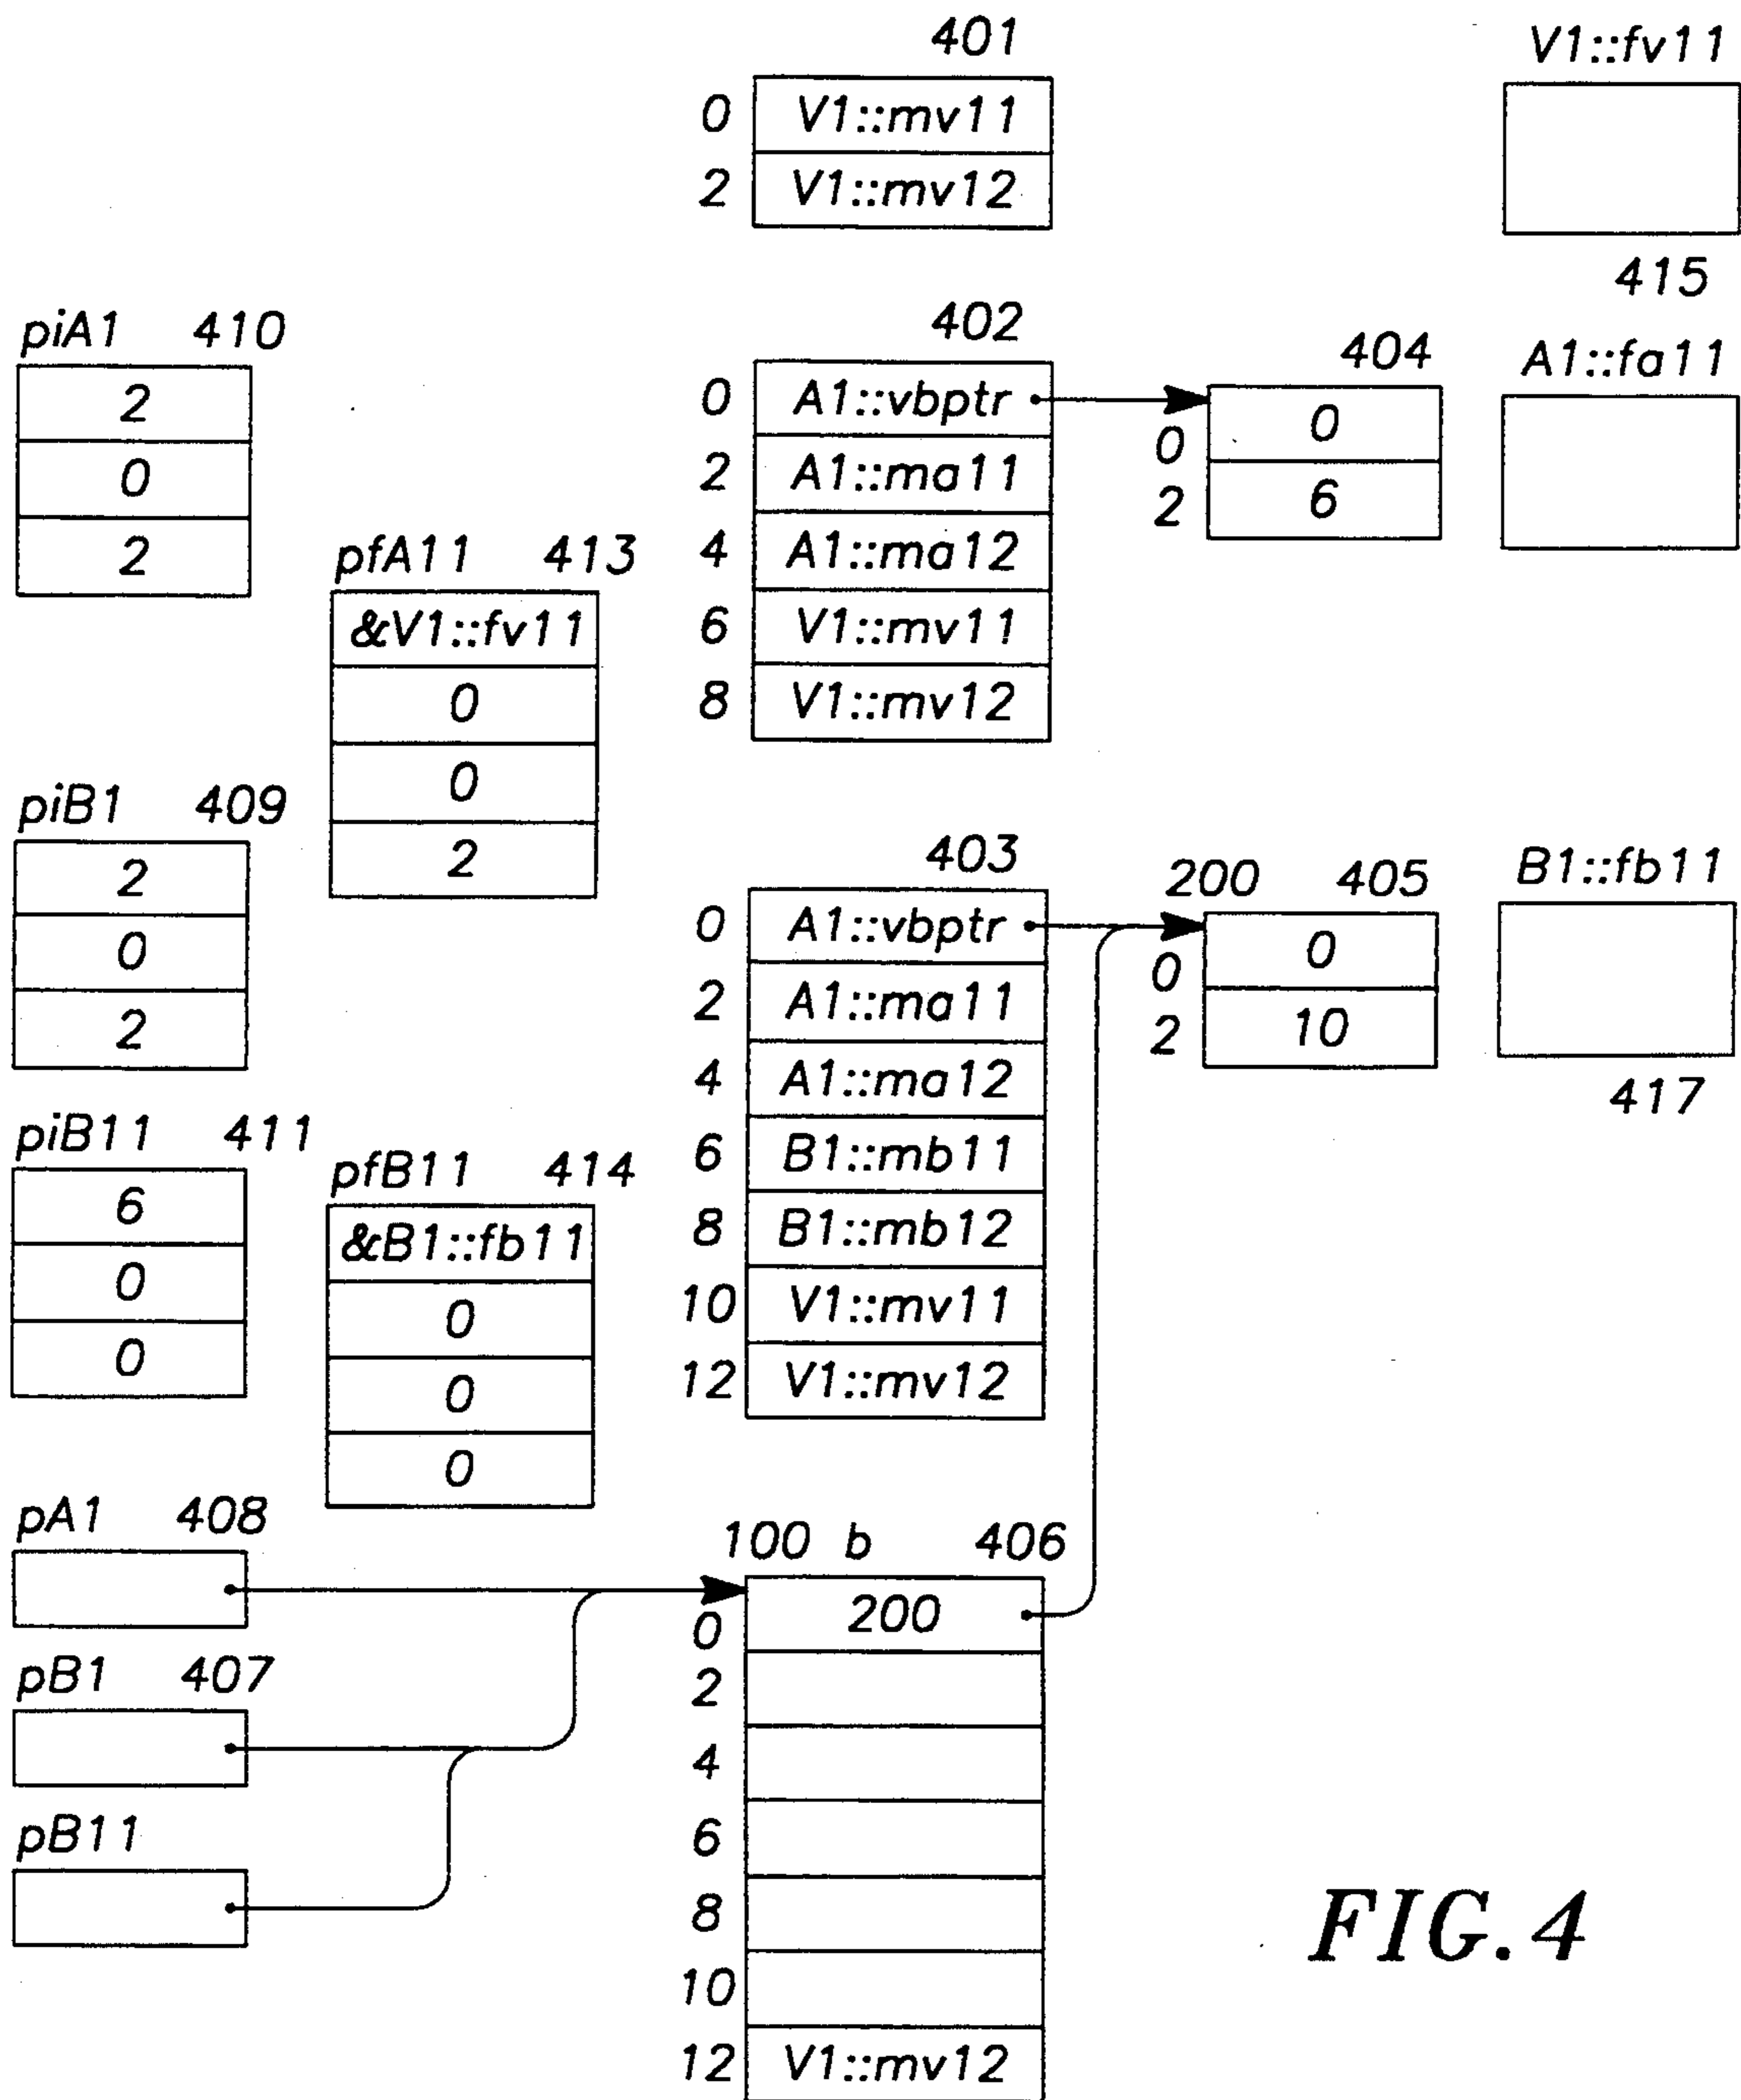 401
0 V1::mv11
2 V1::mv12
V1::fv11
415
piA1 410
2
0
2
pfA11 413
&V1::fv11
0
0
2
402
0 A1::vbptr
2 A1::ma11
4 A1::ma12
6 V1::mv11
8 V1::mv12
404
0 0
2 6
A1::fa11
piB1 409
2
0
2
403
0 A1::vbptr
2 A1::ma11
4 A1::ma12
6 B1::mb11
8 B1::mb12
10 V1::mv11
12 V1::mv12
200 405
0 0
2 10
B1::fb11
417
piB11 411
6
0
0
pfB11 414
&B1::fb11
0
0
0
pA1 408
pB1 407
pB11
100 b 406
0 200
2
4
6
8
10
12 V1::mv12
FIG.4